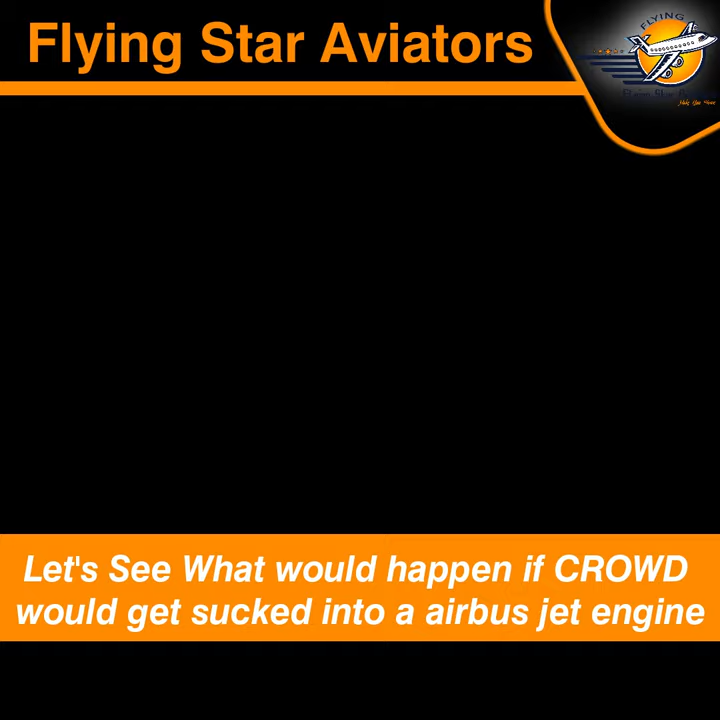 Flying Star Aviators
FLYING
Let's See What would happen if CROWD
would get sucked into a airbus jet engine